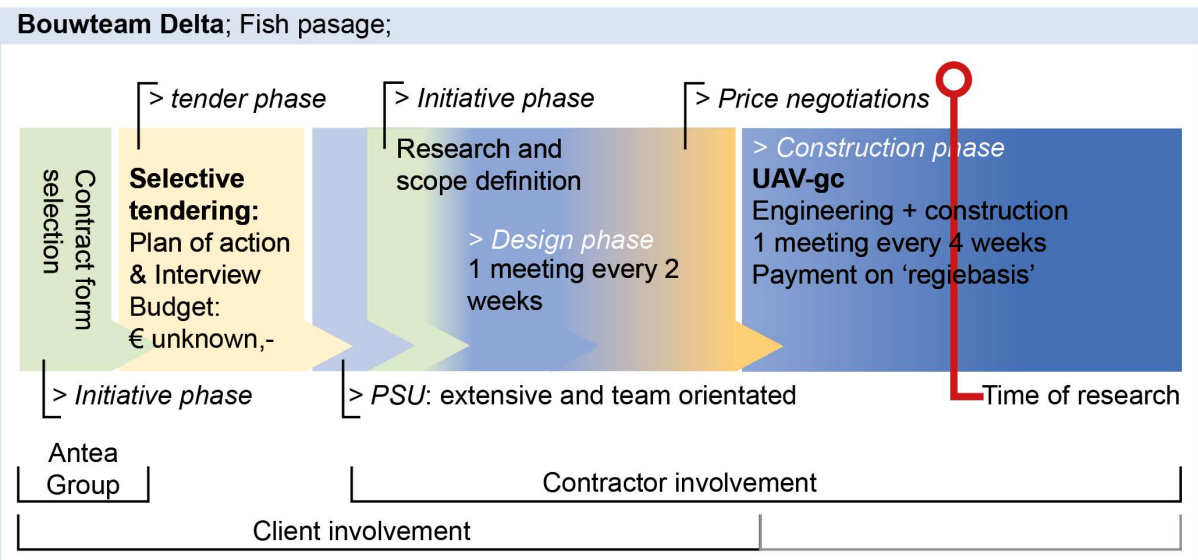 Bouwteam Delta; Fish pasage;
> tender phase
> Initiative phase
> Price negotiations
Contract form
selection
Selective
tendering:
Plan of action
& Interview
Budget:
€ unknown,-
Research and
scope definition
> Design phase
1 meeting every 2
weeks
> Construction phase
UAV-gc
Engineering + construction
1 meeting every 4 weeks
Payment on ‘regiebasis’
> Initiative phase
> PSU: extensive and team orientated
Time of research
Antea
Group
Contractor involvement
Client involvement